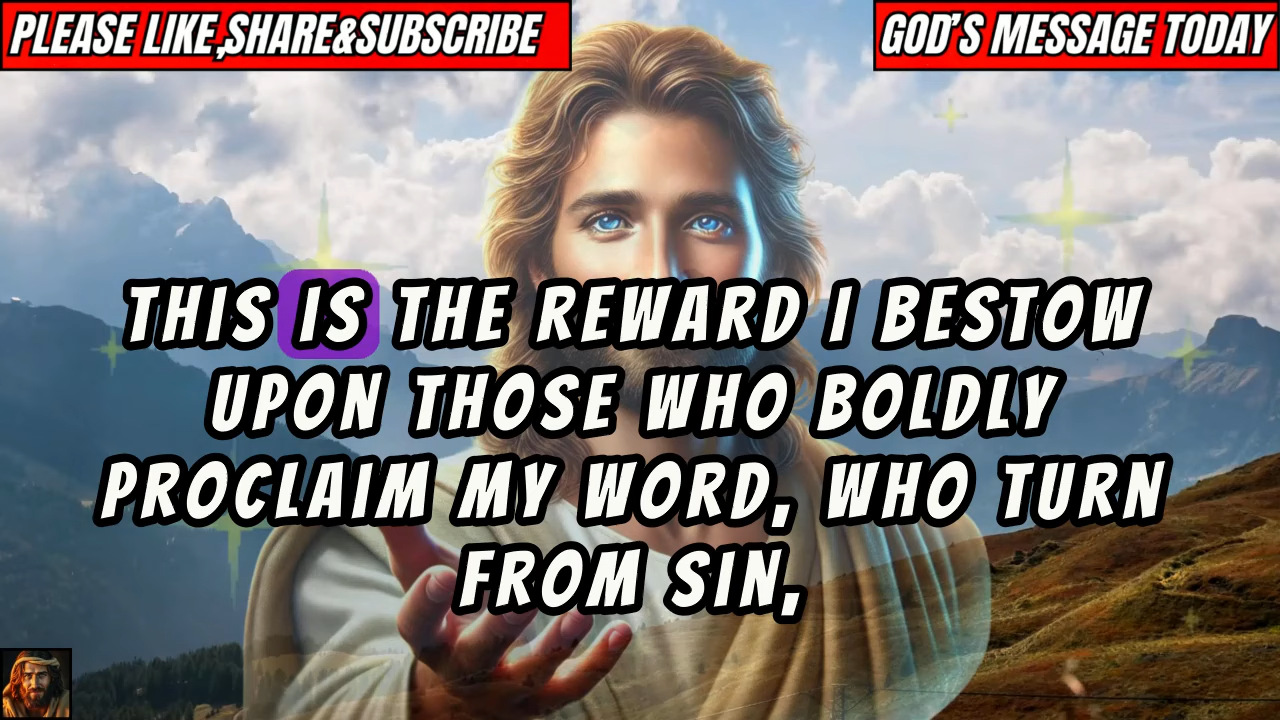 PLEASE LIKE,SHARE&SUBSCRIBE
GOD'S MESSAGE TODAY
THIS IS THE REWARD I BESTOW
UPON THOSE WHO BOLDLY
PROCLAIM MY WORD, WHO TURN
FROM SIN,